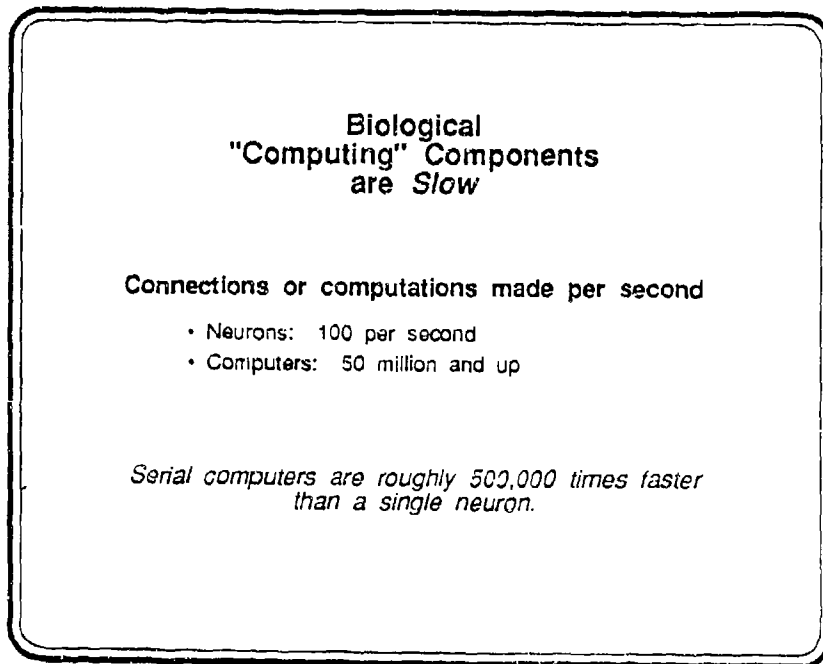 Biological
"Computing" Components
are Slow
Connections or computations made per second
• Neurons: 100 per second
• Computers: 50 million and up
Serial computers are roughly 500,000 times faster
than a single neuron.